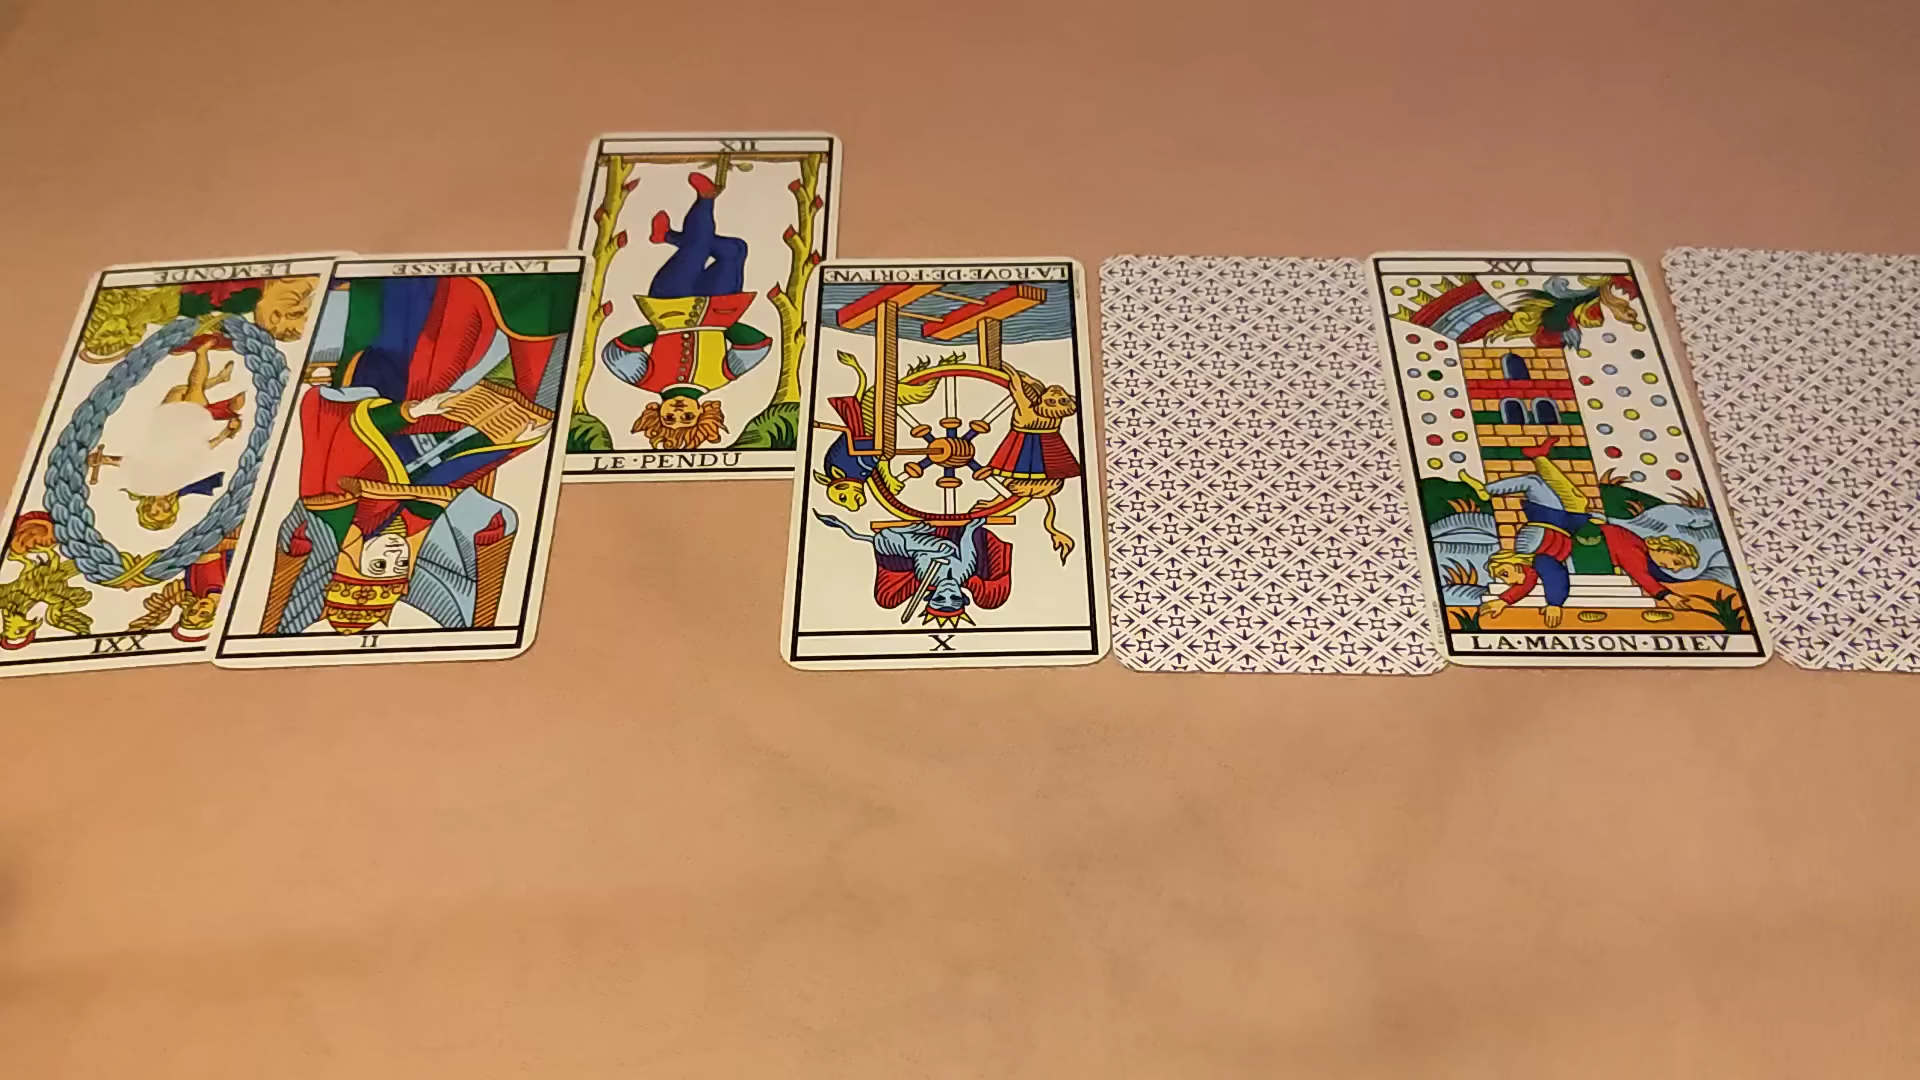 XII
LE·PENDU
LE·MONDE
XXI
LA·PAPESSE
II
LA·ROVE·DE·FORTVNE
X
XVI
LA·MAISON·DIEV